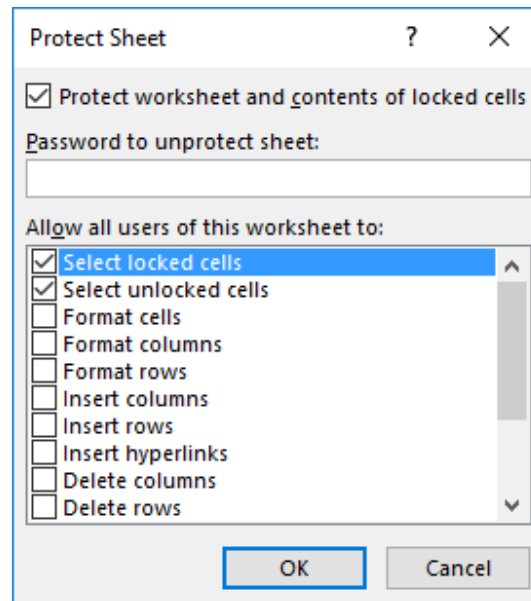 Protect Sheet ?
Protect worksheet and contents of locked cells
Password to unprotect sheet:
Allow all users of this worksheet to:
Select locked cells
Select unlocked cells
Format cells
Format columns
Format rows
Insert columns
Insert rows
Insert hyperlinks
Delete columns
Delete rows
OK Cancel